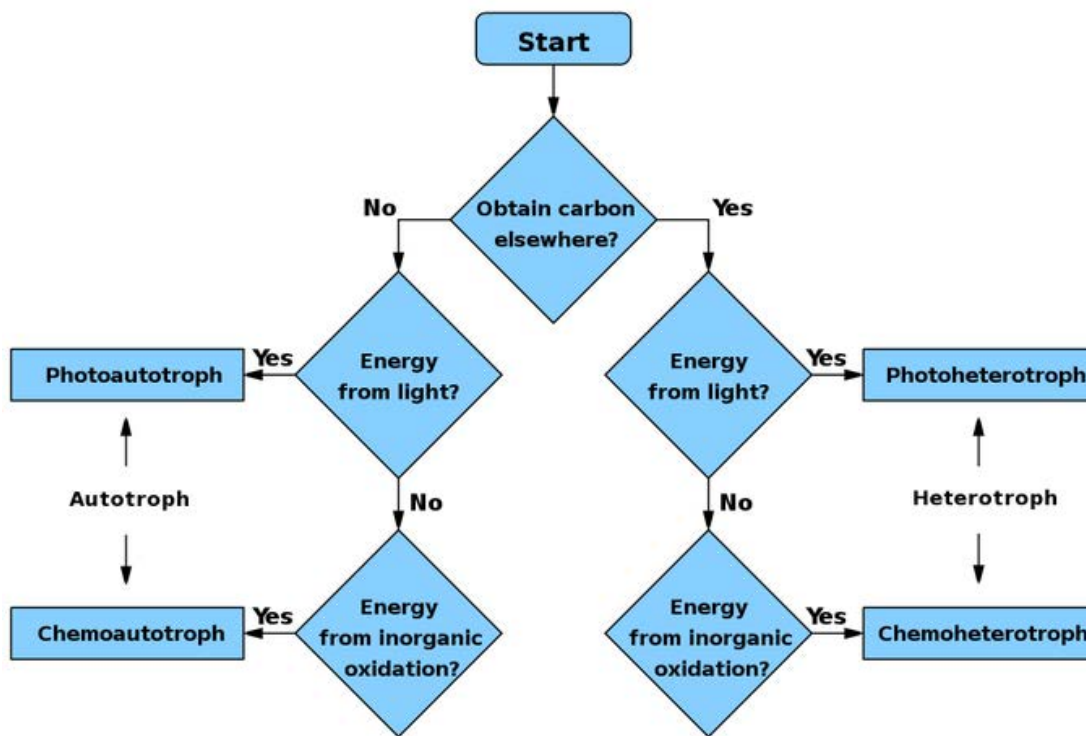 Start
Obtain carbon
elsewhere?
No
Yes
Energy
from light?
Yes
Photoautotroph
Energy
from light?
Yes
Photoheterotroph
Autotroph
No
No
Heterotroph
Energy
from inorganic
oxidation?
Yes
Chemoautotroph
Energy
from inorganic
oxidation?
Yes
Chemoheterotroph